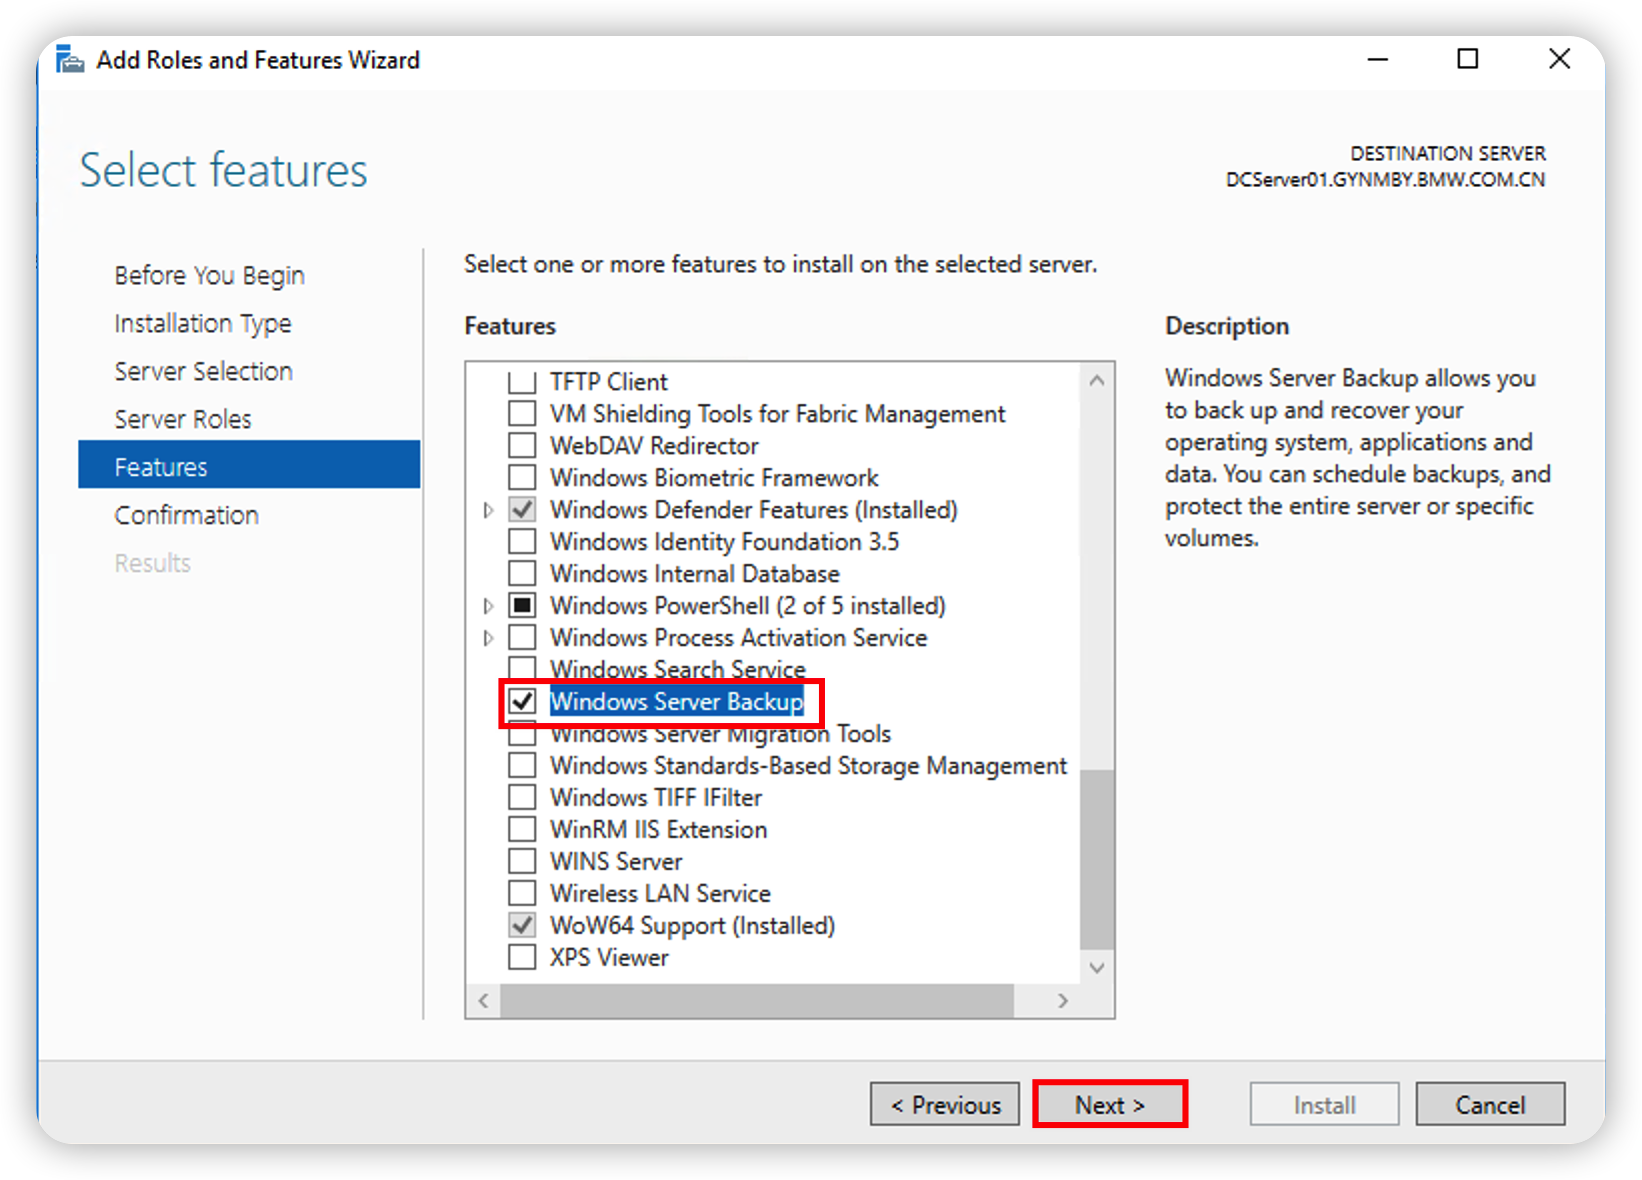 Add Roles and Features Wizard
Select features
DESTINATION SERVER
DCServer01.GYNMBY.BMW.COM.CN
Before You Begin
Installation Type
Server Selection
Server Roles
Features
Confirmation
Results
Select one or more features to install on the selected server.
Features
TFTP Client
VM Shielding Tools for Fabric Management
WebDAV Redirector
Windows Biometric Framework
Windows Defender Features (Installed)
Windows Identity Foundation 3.5
Windows Internal Database
Windows PowerShell (2 of 5 installed)
Windows Process Activation Service
Windows Search Service
Windows Server Backup
Windows Server Migration Tools
Windows Standards-Based Storage Management
Windows TIFF IFilter
WinRM IIS Extension
WINS Server
Wireless LAN Service
WoW64 Support (Installed)
XPS Viewer
Description
Windows Server Backup allows you
to back up and recover your
operating system, applications and
data. You can schedule backups, and
protect the entire server or specific
volumes.
< Previous
Next >
Install
Cancel